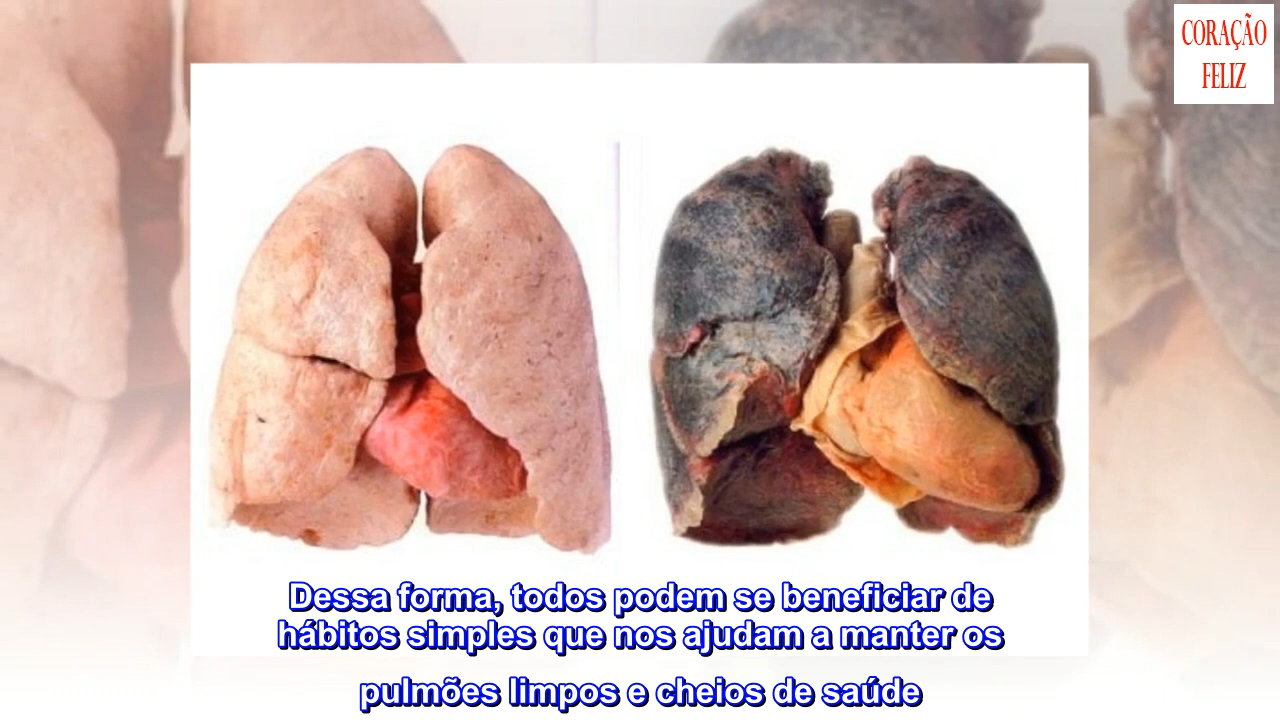 CORAÇÃO
FELIZ
Dessa forma, todos podem se beneficiar de
hábitos simples que nos ajudam a manter os
pulmões limpos e cheios de saúde